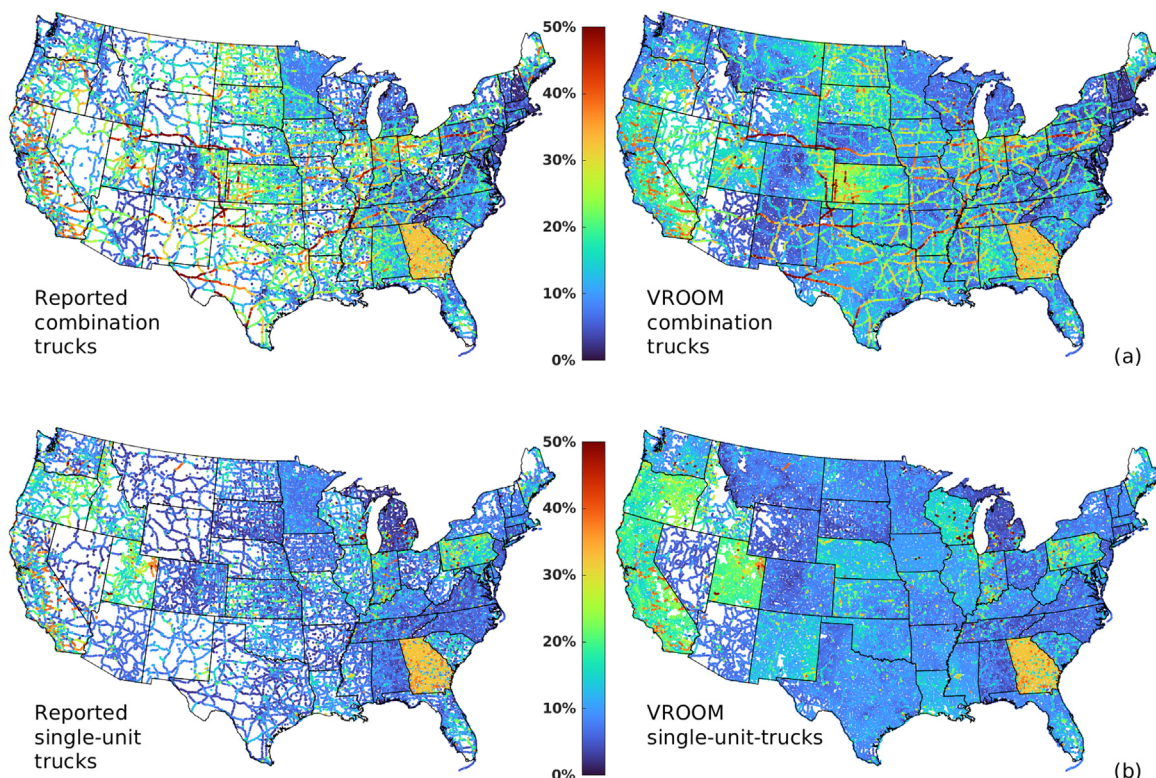 50%
40%
30%
20%
10%
0%
Reported
combination
trucks
VROOM
combination
trucks
(a)
50%
40%
30%
20%
10%
0%
Reported
single-unit
trucks
VROOM
single-unit-trucks
(b)